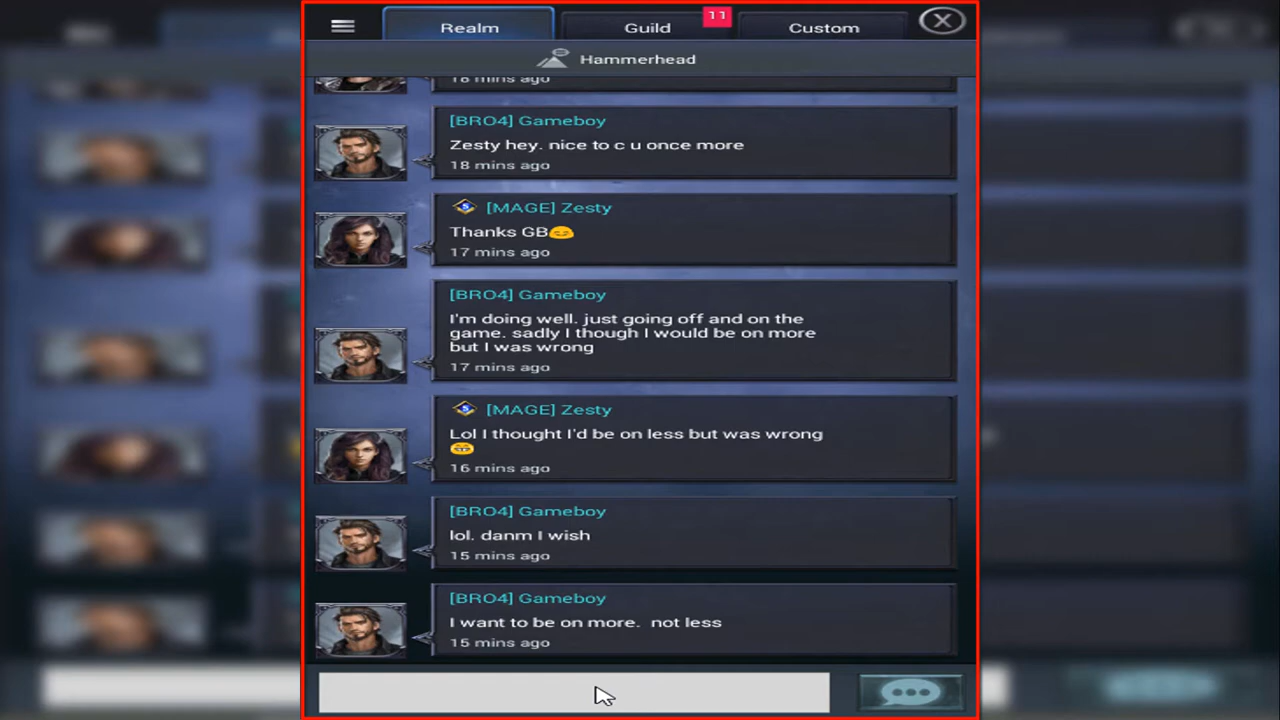 Realm
Guild
11
Custom
Hammerhead
18 mins ago
[BRO4] Gameboy
Zesty hey. nice to c u once more
18 mins ago
[MAGE] Zesty
Thanks GB😊
17 mins ago
[BRO4] Gameboy
I'm doing well. just going off and on the
game. sadly I though I would be on more
but I was wrong
17 mins ago
[MAGE] Zesty
Lol I thought I'd be on less but was wrong
😁
16 mins ago
[BRO4] Gameboy
lol. danm I wish
15 mins ago
[BRO4] Gameboy
I want to be on more.  not less
15 mins ago